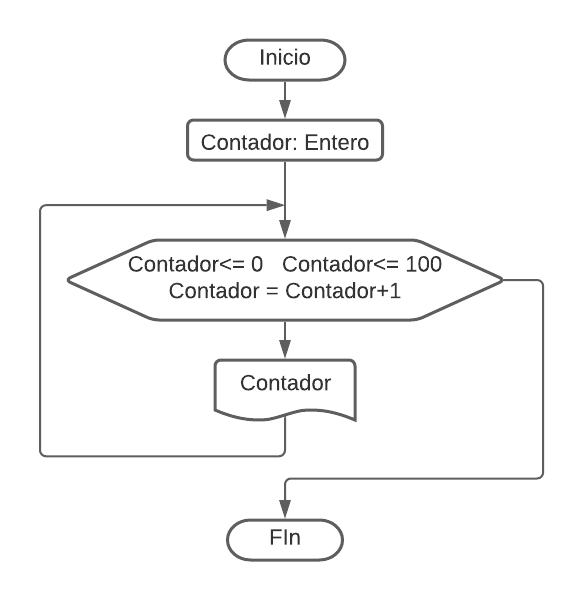 Inicio
Contador: Entero
Contador<= 0   Contador<= 100
Contador = Contador+1
Contador
FIn